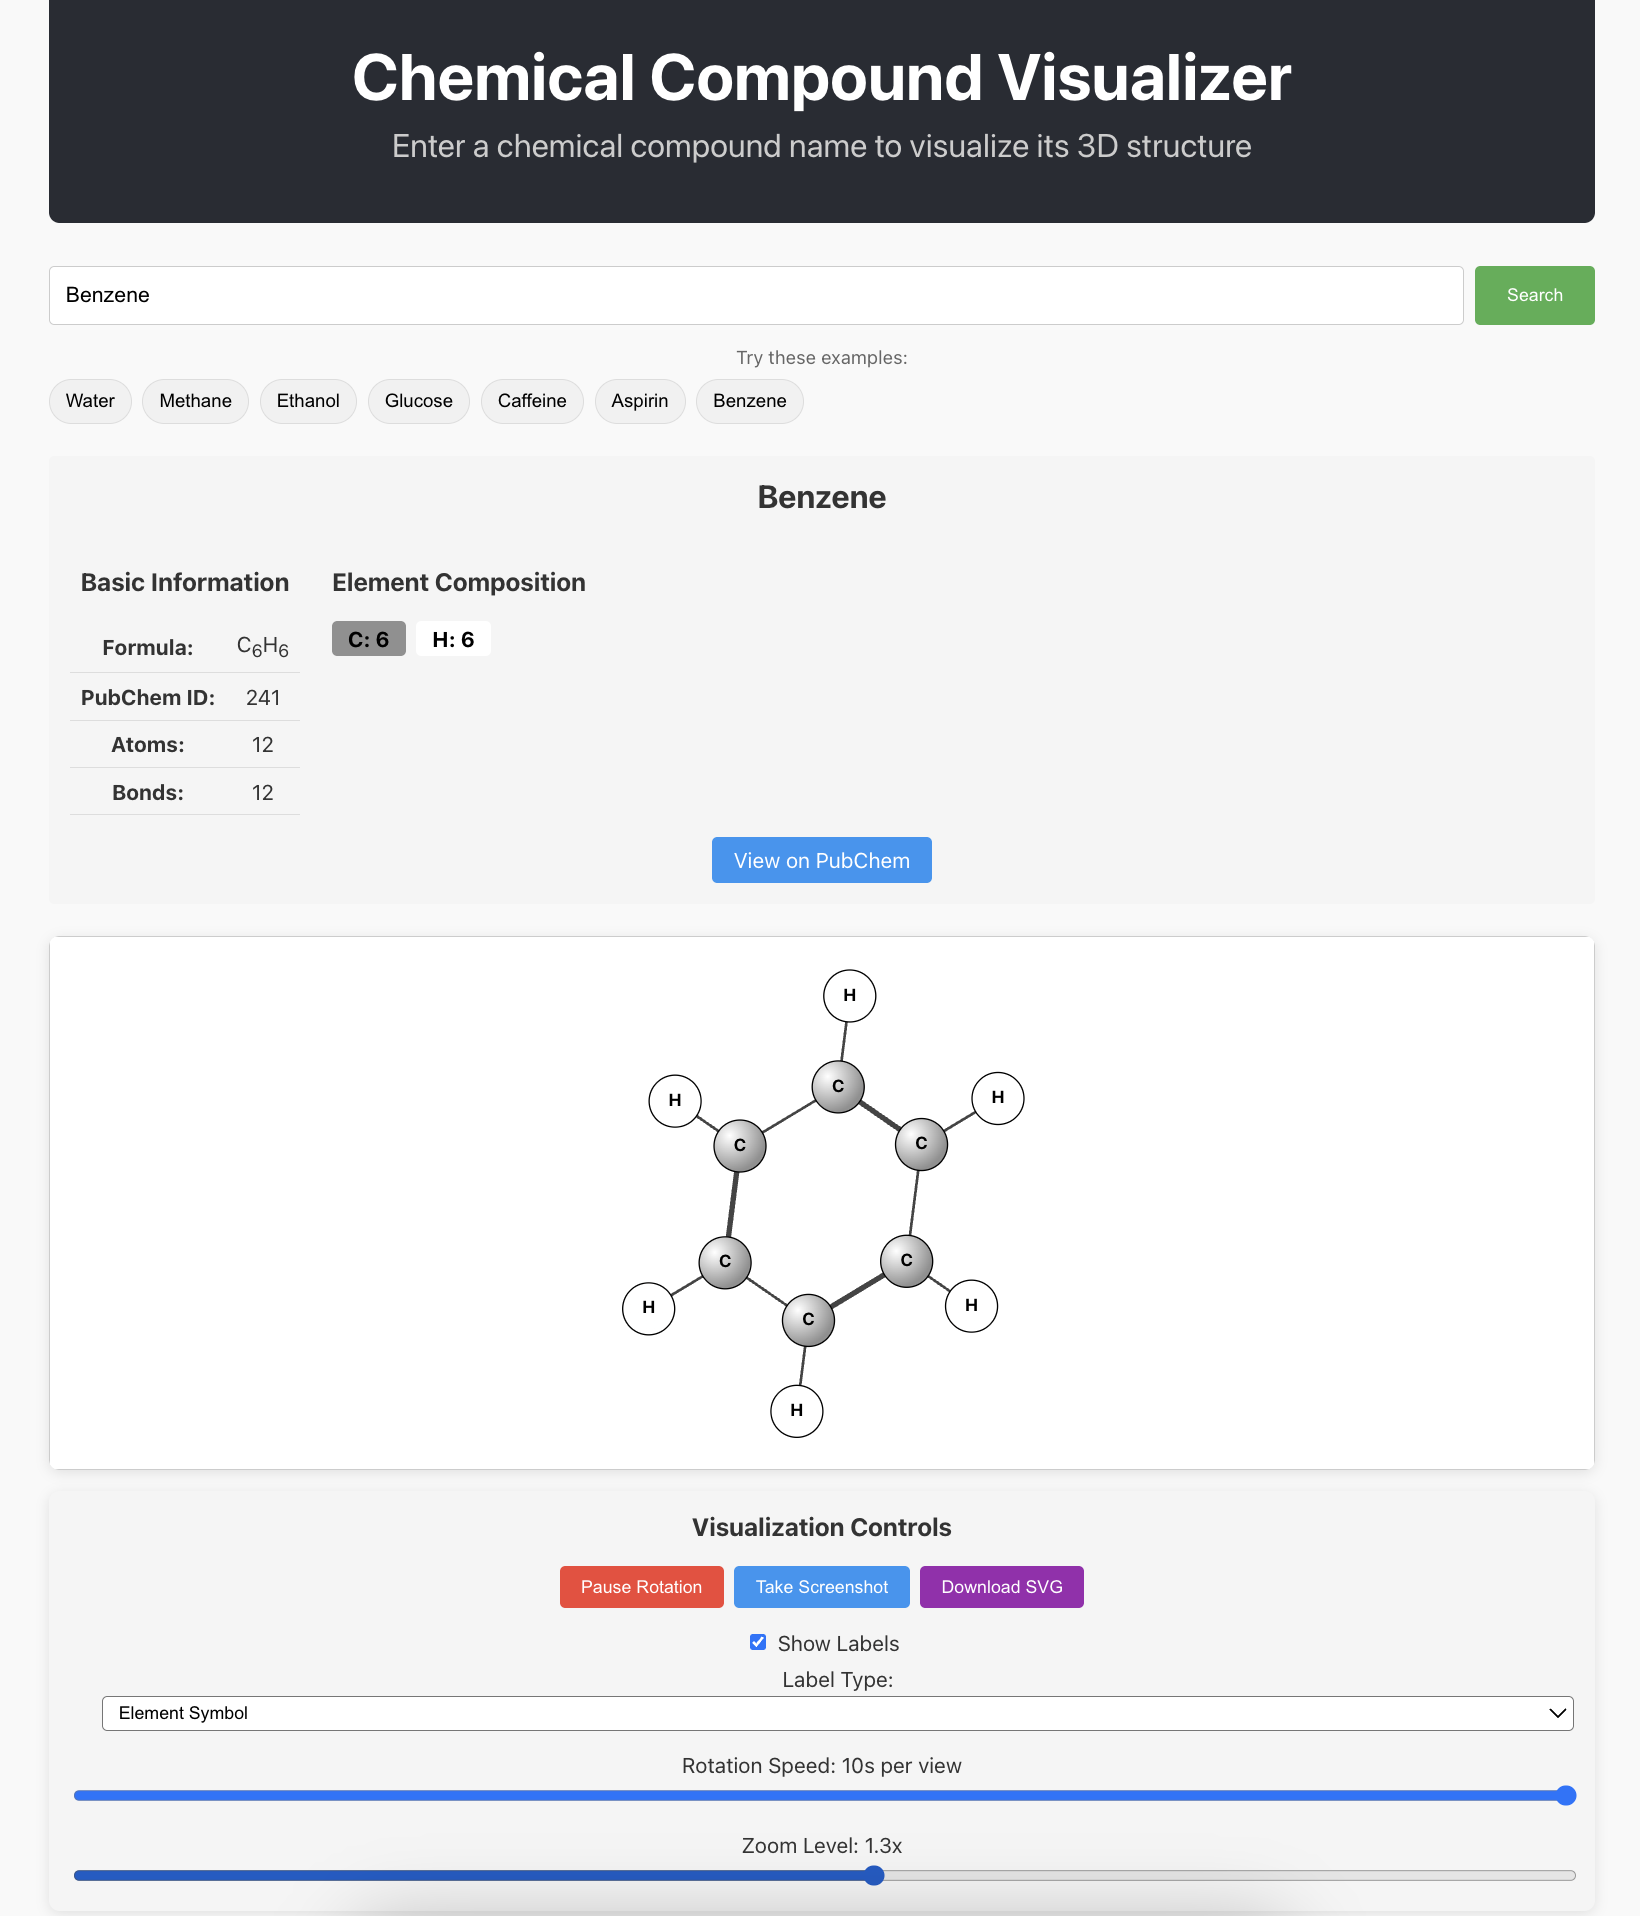 Chemical Compound Visualizer
Enter a chemical compound name to visualize its 3D structure
Benzene
Search
Try these examples:
Water Methane Ethanol Glucose Caffeine Aspirin Benzene
Benzene
Basic Information
Formula: C₆H₆
PubChem ID: 241
Atoms: 12
Bonds: 12
Element Composition
C: 6 H: 6
View on PubChem
H
C
H
H
C
C
C
C
H
H
C
H
Visualization Controls
Pause Rotation Take Screenshot Download SVG
Show Labels
Label Type:
Element Symbol
Rotation Speed: 10s per view
Zoom Level: 1.3x